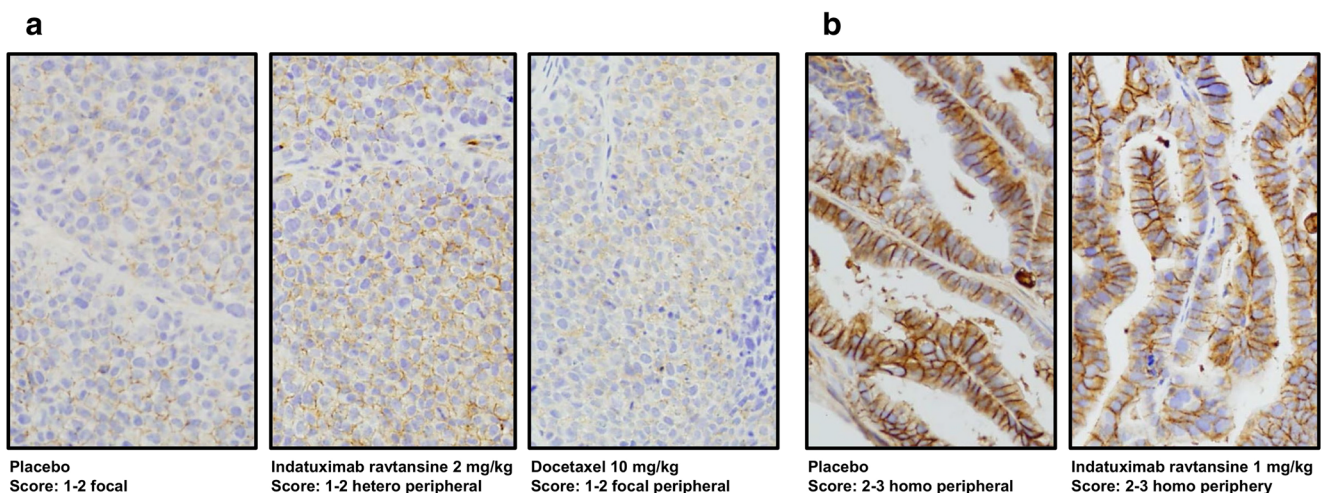 a
b
Placebo
Score: 1-2 focal
Indatuximab ravtansine 2 mg/kg
Score: 1-2 hetero peripheral
Docetaxel 10 mg/kg
Score: 1-2 focal peripheral
Placebo
Score: 2-3 homo peripheral
Indatuximab ravtansine 1 mg/kg
Score: 2-3 homo periphery